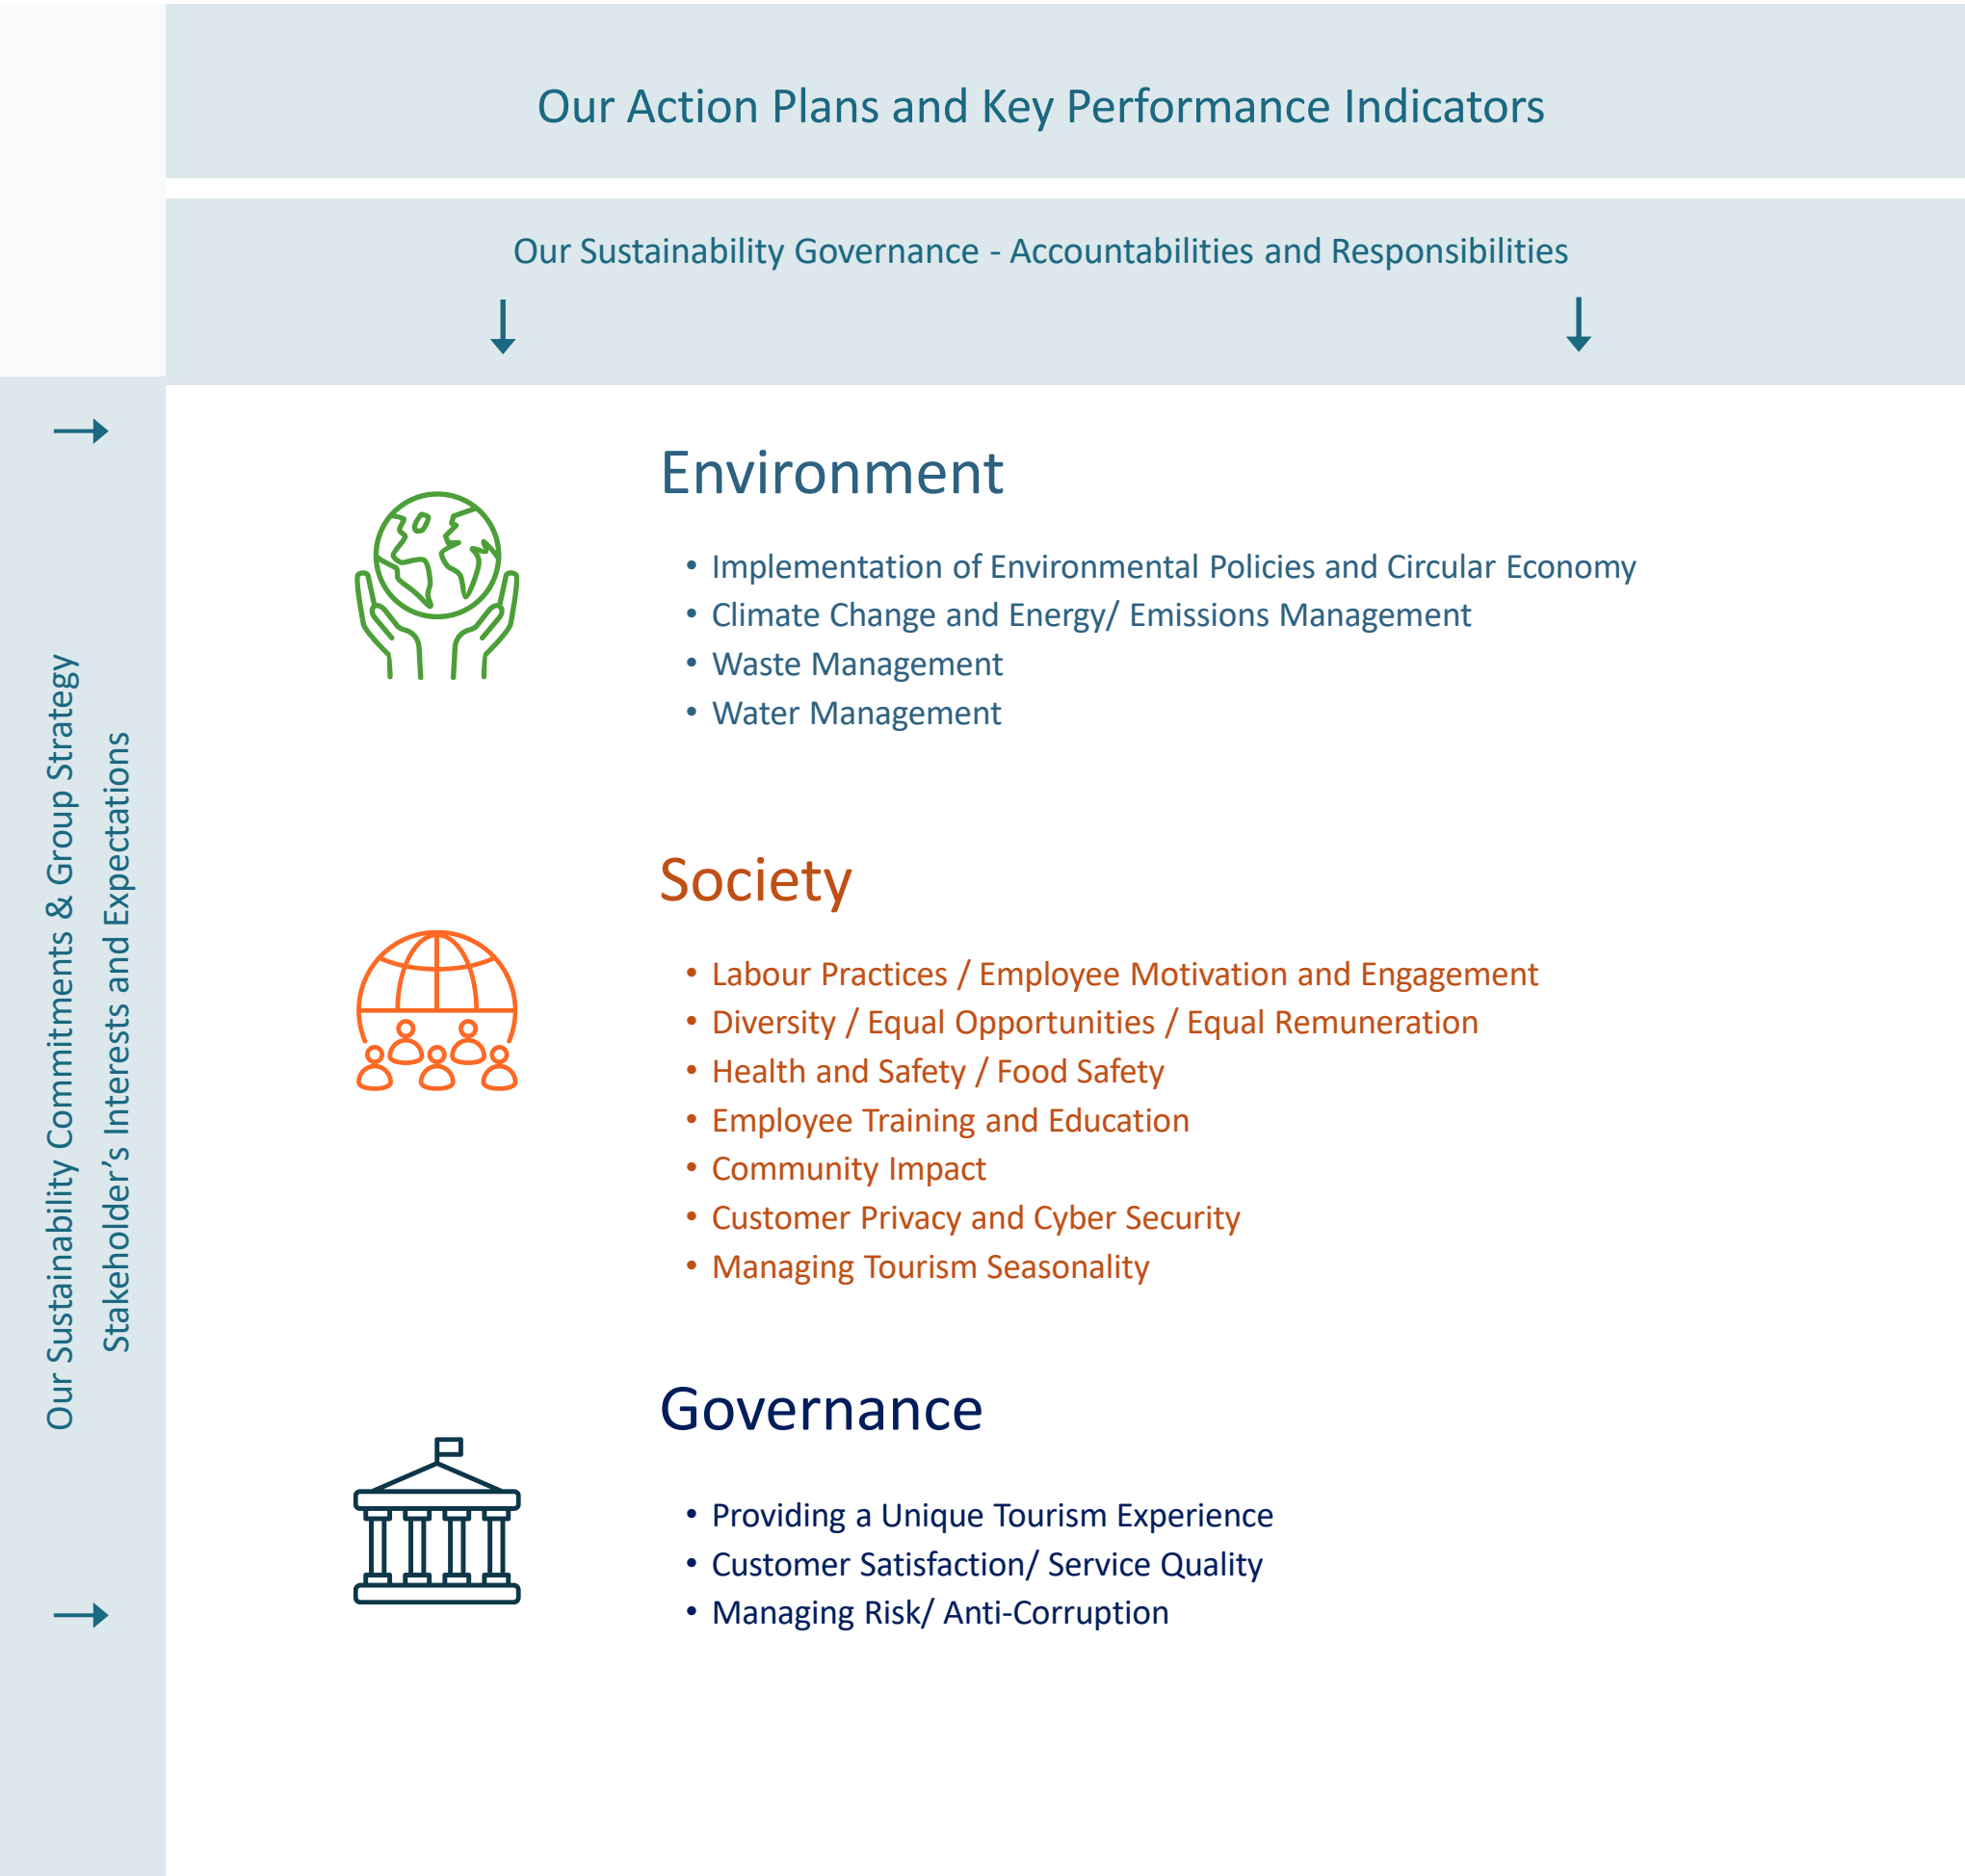 Our Action Plans and Key Performance Indicators
Our Sustainability Governance - Accountabilities and Responsibilities
Our Sustainability Commitments & Group Strategy
Stakeholder’s Interests and Expectations
Environment
• Implementation of Environmental Policies and Circular Economy
• Climate Change and Energy/ Emissions Management
• Waste Management
• Water Management
Society
• Labour Practices / Employee Motivation and Engagement
• Diversity / Equal Opportunities / Equal Remuneration
• Health and Safety / Food Safety
• Employee Training and Education
• Community Impact
• Customer Privacy and Cyber Security
• Managing Tourism Seasonality
Governance
• Providing a Unique Tourism Experience
• Customer Satisfaction/ Service Quality
• Managing Risk/ Anti-Corruption